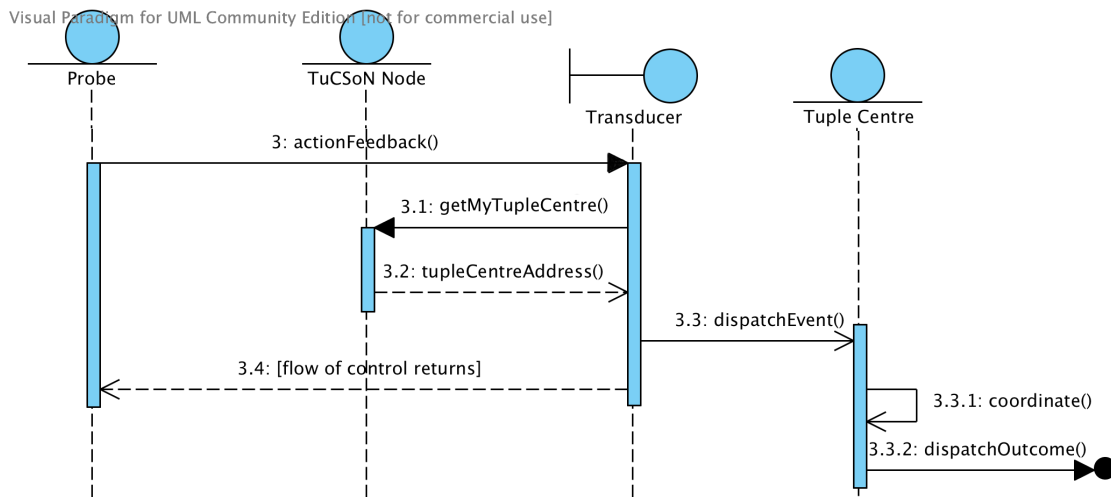 Visual Paradigm for UML Community Edition [not for commercial use]
Probe
TuCSoN Node
Transducer
Tuple Centre
3: actionFeedback()
3.1: getMyTupleCentre()
3.2: tupleCentreAddress()
3.3: dispatchEvent()
3.4: [flow of control returns]
3.3.1: coordinate()
3.3.2: dispatchOutcome()